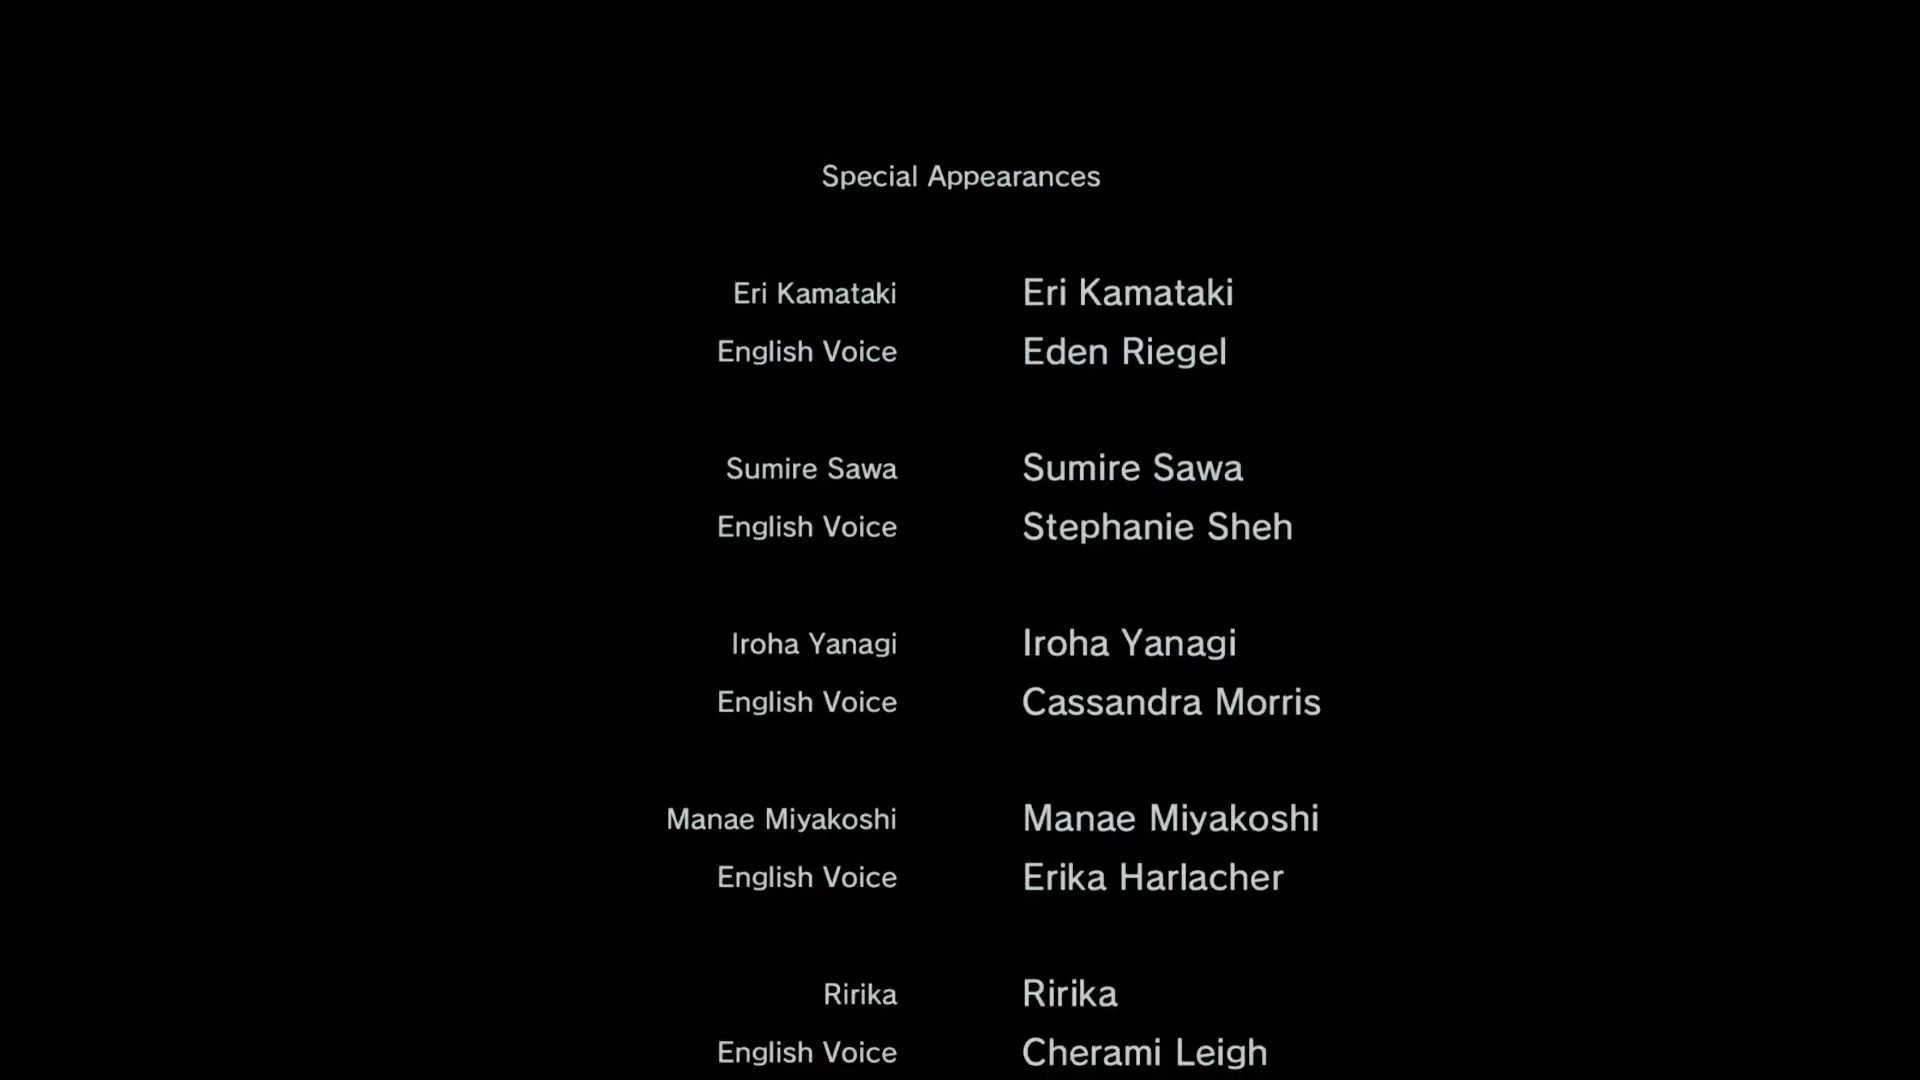 Special Appearances
Eri Kamataki Eri Kamataki
English Voice Eden Riegel
Sumire Sawa Sumire Sawa
English Voice Stephanie Sheh
Iroha Yanagi Iroha Yanagi
English Voice Cassandra Morris
Manae Miyakoshi Manae Miyakoshi
English Voice Erika Harlacher
Ririka Ririka
English Voice Cherami Leigh